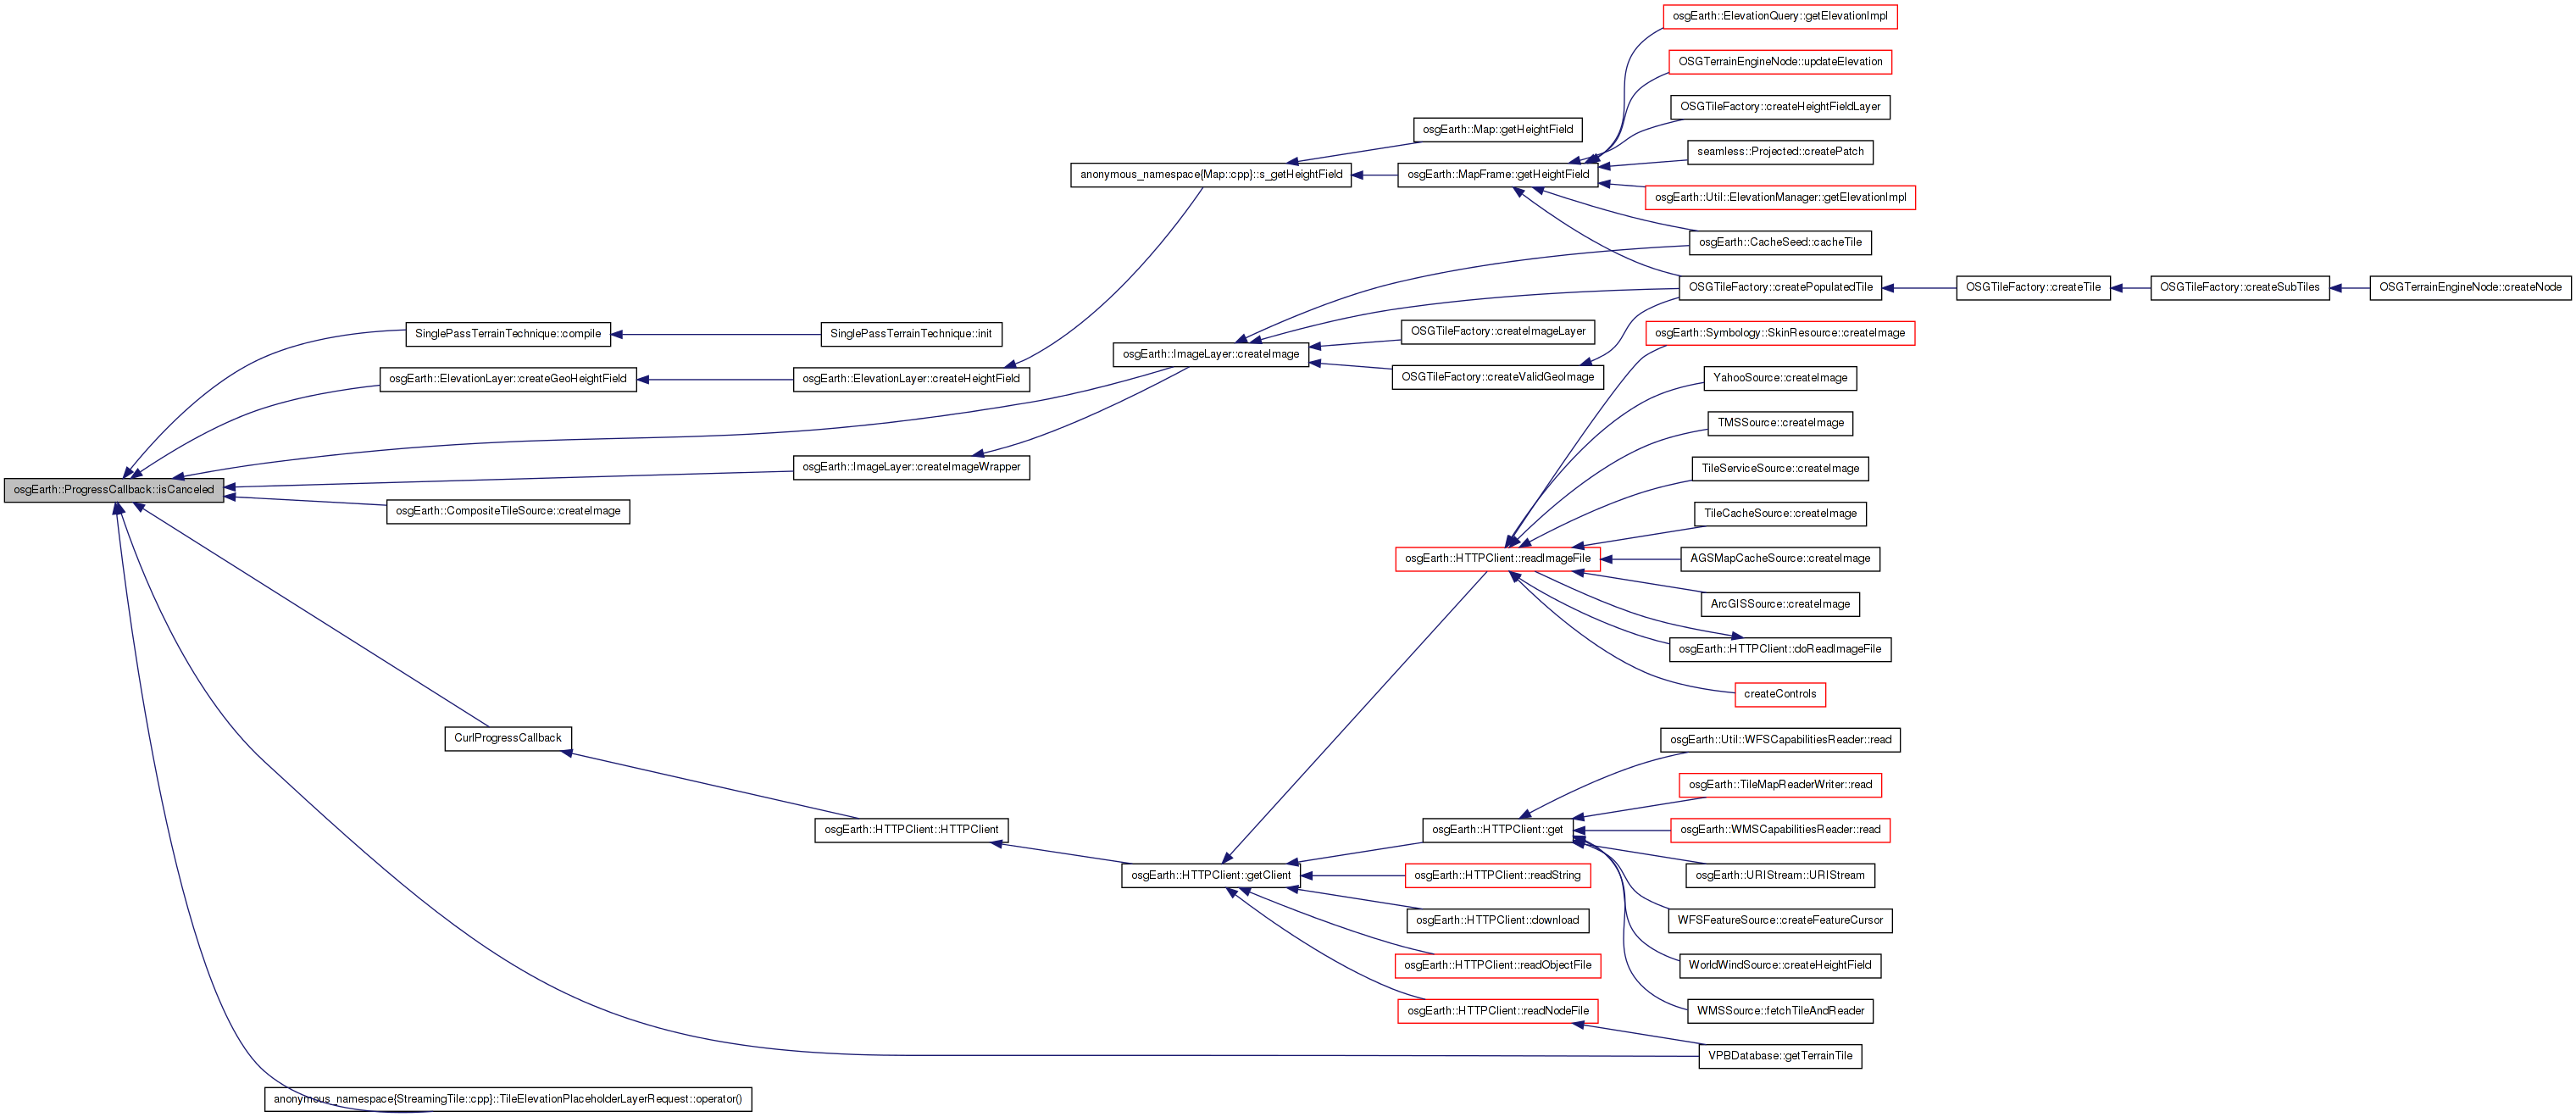 osgEarth::ElevationQuery::getElevationImpl
OSGTerrainEngineNode::updateElevation
OSGTileFactory::createHeightFieldLayer
osgEarth::Map::getHeightField
seamless::Projected::createPatch
anonymous_namespace{Map::cpp}::s_getHeightField
osgEarth::MapFrame::getHeightField
osgEarth::Util::ElevationManager::getElevationImpl
osgEarth::CacheSeed::cacheTile
OSGTileFactory::createPopulatedTile
OSGTileFactory::createTile
OSGTileFactory::createSubTiles
OSGTerrainEngineNode::createNode
SinglePassTerrainTechnique::compile
SinglePassTerrainTechnique::init
OSGTileFactory::createImageLayer
osgEarth::Symbology::SkinResource::createImage
osgEarth::ImageLayer::createImage
osgEarth::ElevationLayer::createGeoHeightField
osgEarth::ElevationLayer::createHeightField
OSGTileFactory::createValidGeoImage
YahooSource::createImage
TMSSource::createImage
osgEarth::ImageLayer::createImageWrapper
TileServiceSource::createImage
osgEarth::ProgressCallback::isCanceled
osgEarth::CompositeTileSource::createImage
TileCacheSource::createImage
osgEarth::HTTPClient::readImageFile
AGSMapCacheSource::createImage
ArcGISSource::createImage
osgEarth::HTTPClient::doReadImageFile
createControls
CurlProgressCallback
osgEarth::Util::WFSCapabilitiesReader::read
osgEarth::TileMapReaderWriter::read
osgEarth::HTTPClient::HTTPClient
osgEarth::HTTPClient::get
osgEarth::WMSCapabilitiesReader::read
osgEarth::HTTPClient::getClient
osgEarth::HTTPClient::readString
osgEarth::URIStream::URIStream
osgEarth::HTTPClient::download
WFSFeatureSource::createFeatureCursor
osgEarth::HTTPClient::readObjectFile
WorldWindSource::createHeightField
osgEarth::HTTPClient::readNodeFile
WMSSource::fetchTileAndReader
VPBDatabase::getTerrainTile
anonymous_namespace{StreamingTile::cpp}::TileElevationPlaceholderLayerRequest::operator()